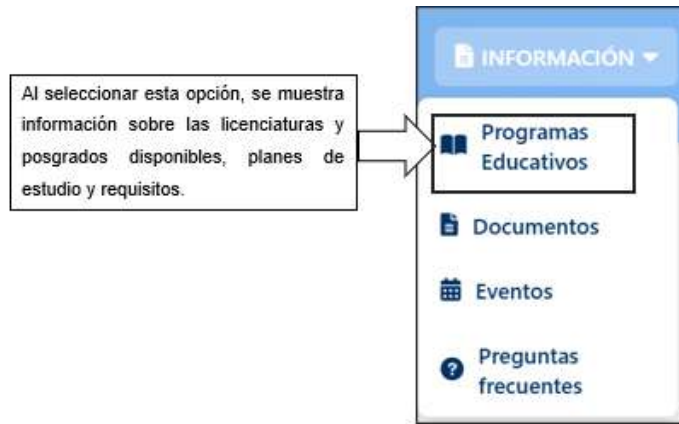 INFORMACIÓN
Al seleccionar esta opción, se muestra
información sobre las licenciaturas y
posgrados disponibles, planes de
estudio y requisitos.
Programas
Educativos
Documentos
Eventos
Preguntas
frecuentes